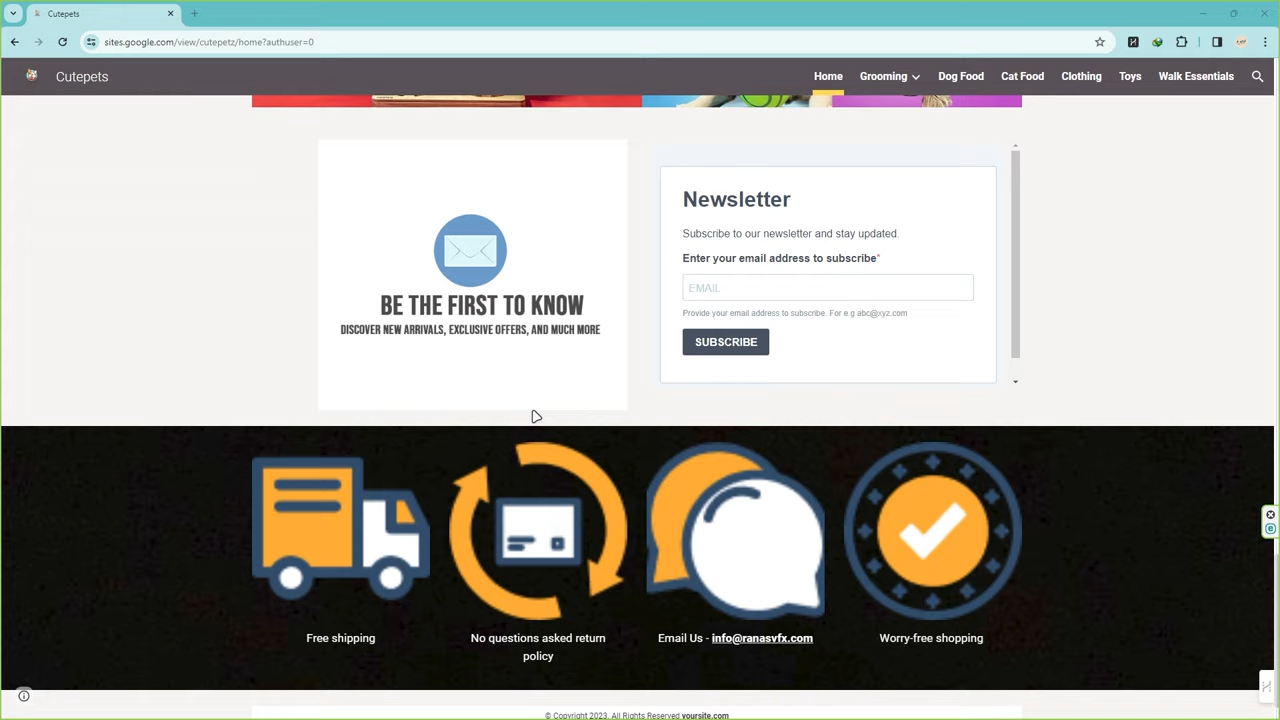 Cutepets
sites.google.com/view/cutepetz/home?authuser=0
Cutepets
Home
Grooming
Dog Food
Cat Food
Clothing
Toys
Walk Essentials
BE THE FIRST TO KNOW
DISCOVER NEW ARRIVALS, EXCLUSIVE OFFERS, AND MUCH MORE
Newsletter
Subscribe to our newsletter and stay updated.
Enter your email address to subscribe*
EMAIL
Provide your email address to subscribe. For e.g abc@xyz.com
SUBSCRIBE
Free shipping
No questions asked return
policy
Email Us - info@ranasvfx.com
Worry-free shopping
© Copyright 2023. All Rights Reserved yoursite.com